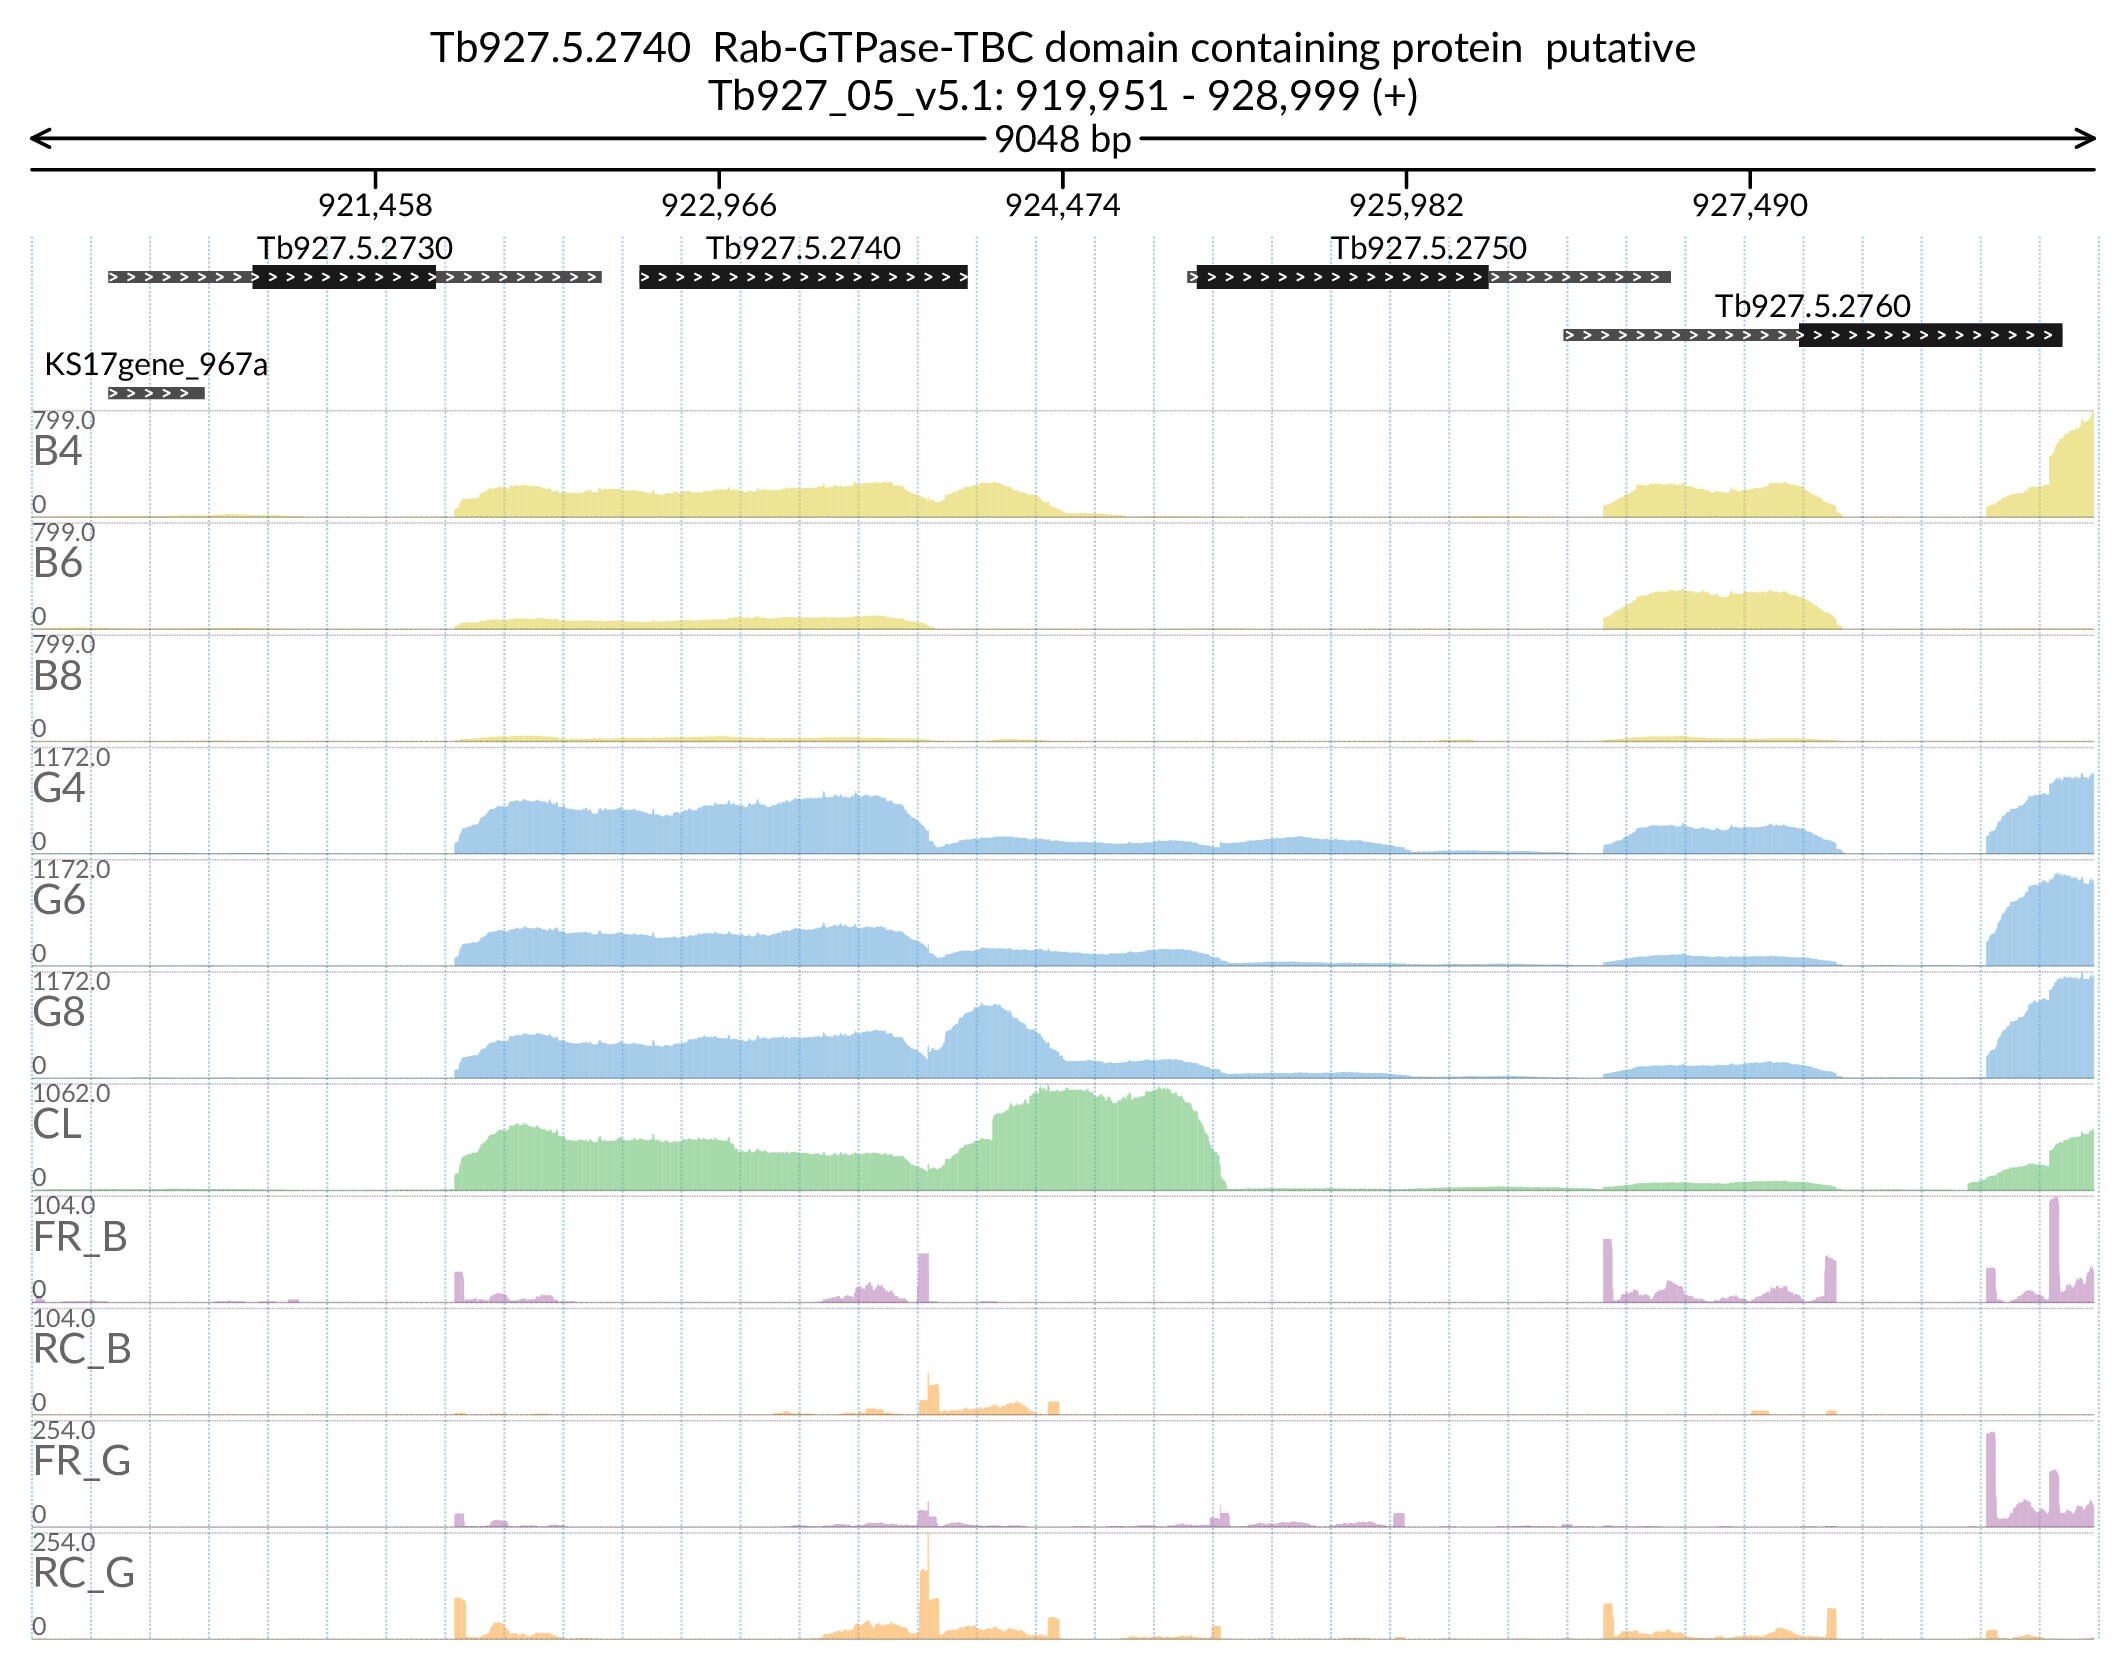 Tb927.5.2740  Rab-GTPase-TBC domain containing protein  putative
Tb927_05_v5.1: 919,951 - 928,999 (+)
9048 bp
921,458 922,966 924,474 925,982 927,490
Tb927.5.2730 Tb927.5.2740 Tb927.5.2750
Tb927.5.2760
KS17gene_967a
799.0
B4
0
799.0
B6
0
799.0
B8
0
1172.0
G4
0
1172.0
G6
0
1172.0
G8
0
1062.0
CL
0
104.0
FR_B
0
104.0
RC_B
0
254.0
FR_G
0
254.0
RC_G
0